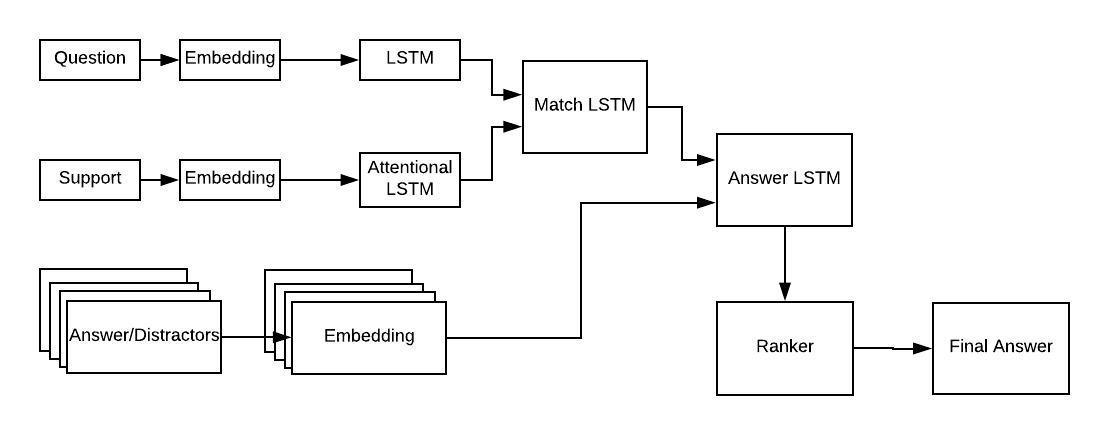 Question
Embedding
LSTM
Match LSTM
Support
Embedding
Attentional
LSTM
Answer LSTM
Answer/Distractors
Embedding
Ranker
Final Answer